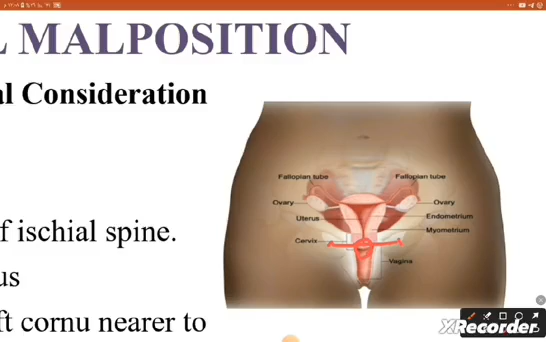 L MALPOSITION
al Consideration
Fallopian tube
Fallopian tube
Ovary
Ovary
Uterus
Endometrium
Myometrium
Cervix
Vagina
f ischial spine.
us
ft cornu nearer to
XRecorder